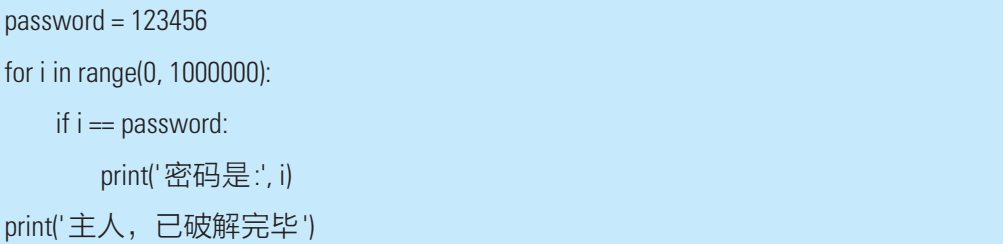 password = 123456
for i in range(0, 1000000):
    if i == password:
        print('密码是:', i)
print('主人，已破解完毕')